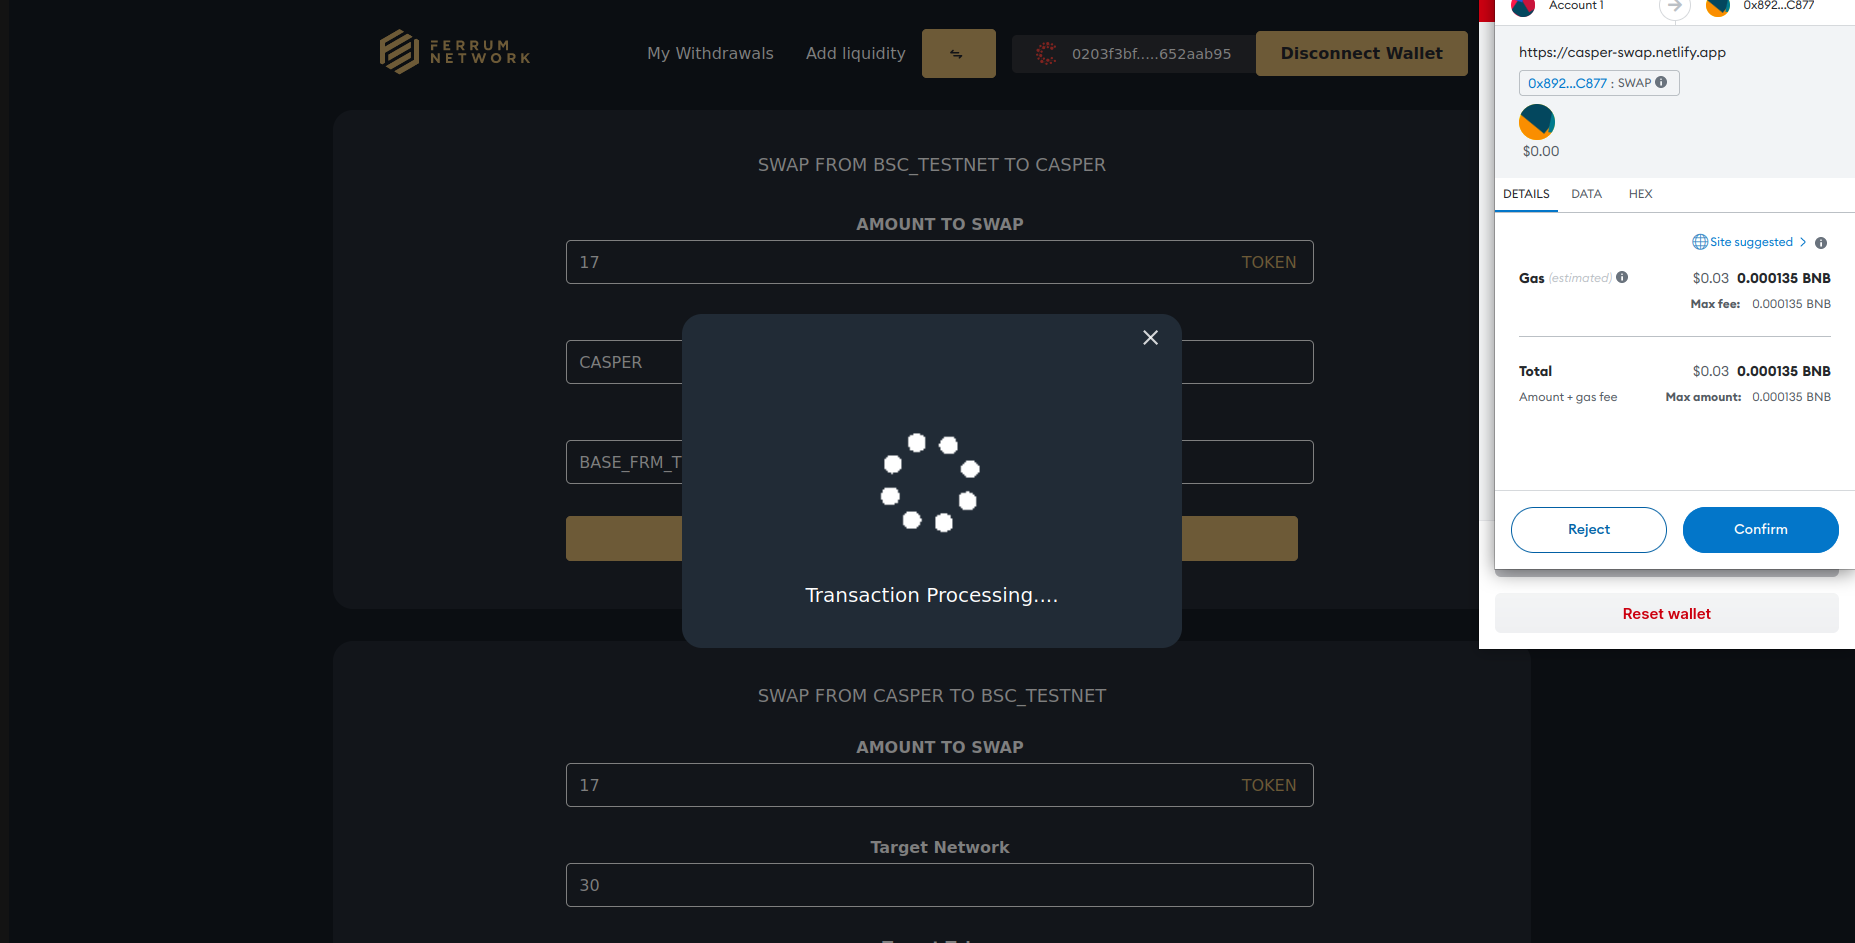 FERRUM
NETWORK
My Withdrawals
Add liquidity
0203f3bf.....652aab95
Disconnect Wallet
SWAP FROM BSC_TESTNET TO CASPER
AMOUNT TO SWAP
17
TOKEN
CASPER
BASE_FRM_T
Transaction Processing....
SWAP FROM CASPER TO BSC_TESTNET
AMOUNT TO SWAP
17
TOKEN
Target Network
30
Account 1
0x892...C877
https://casper-swap.netlify.app
0x892...C877 : SWAP
$0.00
DETAILS
DATA
HEX
Site suggested
Gas (estimated)
$0.03 0.000135 BNB
Max fee: 0.000135 BNB
Total
$0.03 0.000135 BNB
Amount + gas fee
Max amount: 0.000135 BNB
Reject
Confirm
Reset wallet